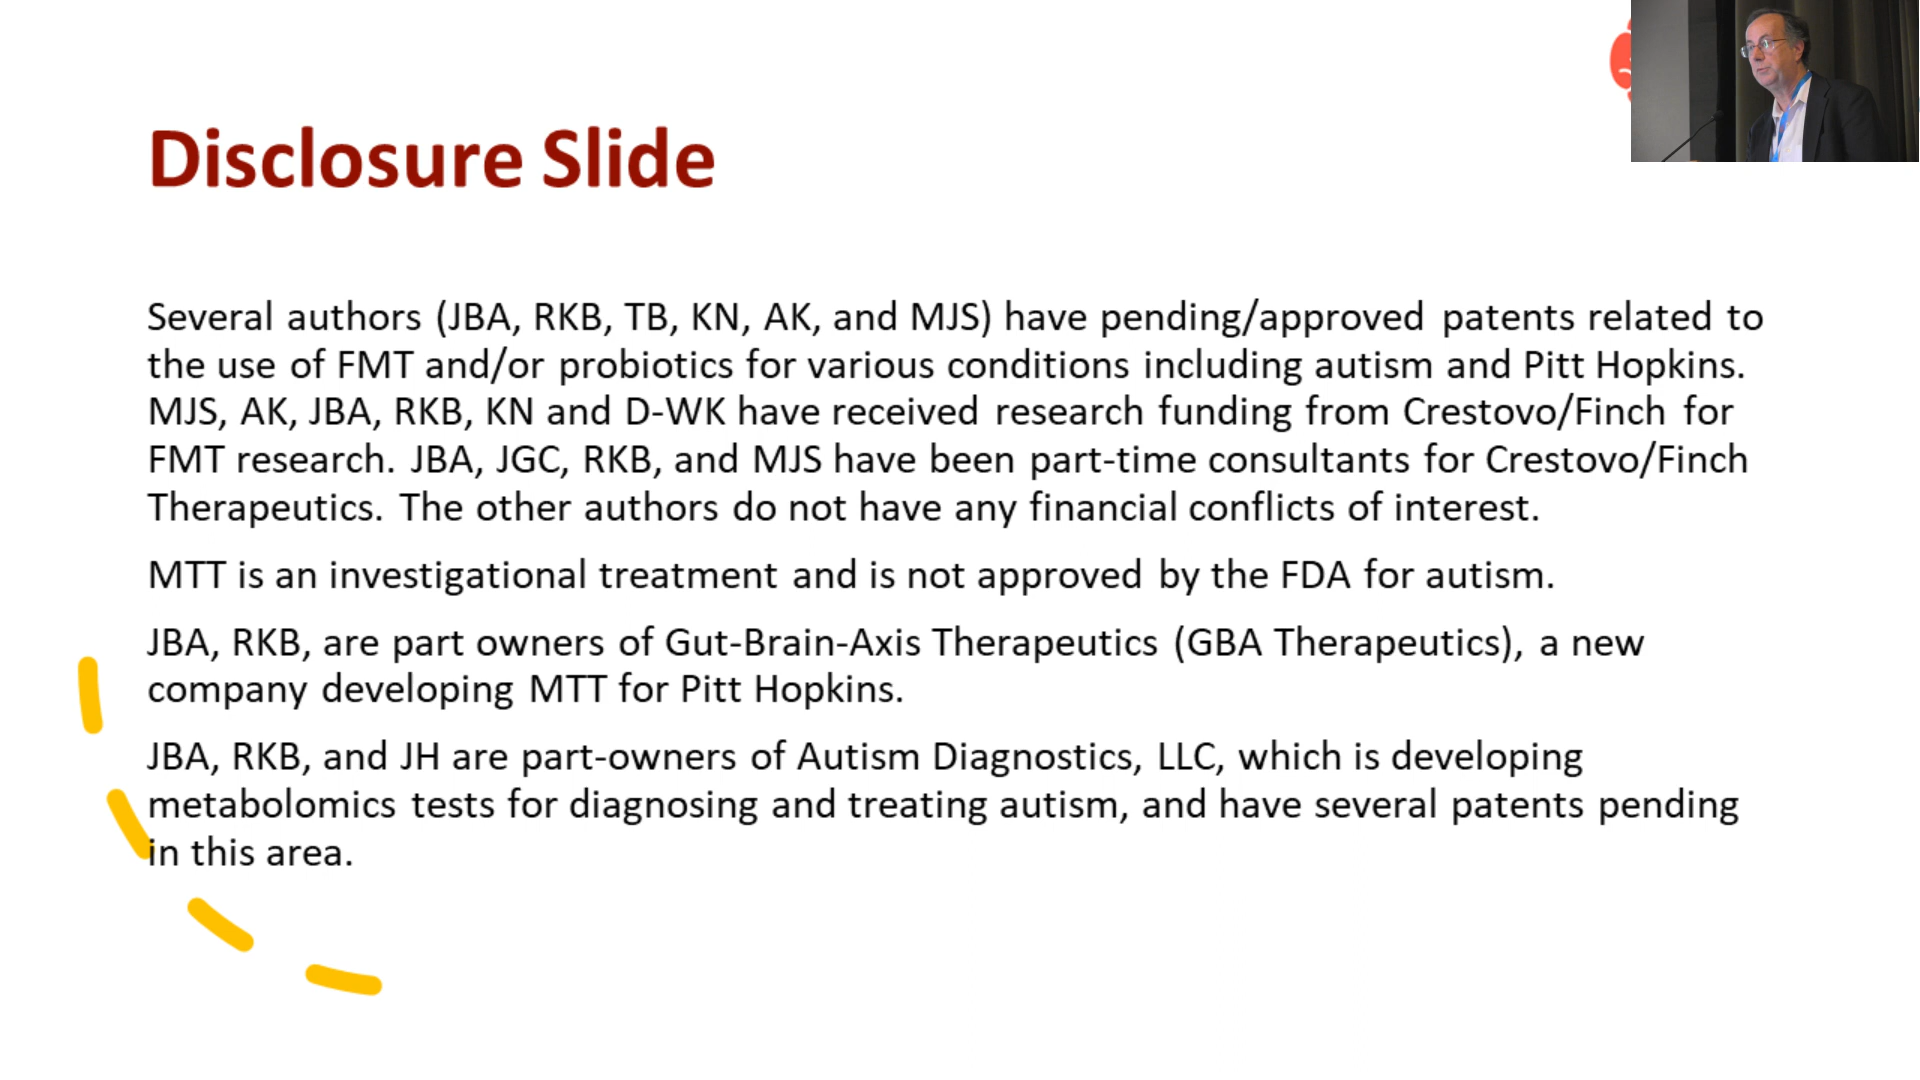 Disclosure Slide
Several authors (JBA, RKB, TB, KN, AK, and MJS) have pending/approved patents related to
the use of FMT and/or probiotics for various conditions including autism and Pitt Hopkins.
MJS, AK, JBA, RKB, KN and D-WK have received research funding from Crestovo/Finch for
FMT research. JBA, JGC, RKB, and MJS have been part-time consultants for Crestovo/Finch
Therapeutics. The other authors do not have any financial conflicts of interest.
MTT is an investigational treatment and is not approved by the FDA for autism.
JBA, RKB, are part owners of Gut-Brain-Axis Therapeutics (GBA Therapeutics), a new
company developing MTT for Pitt Hopkins.
JBA, RKB, and JH are part-owners of Autism Diagnostics, LLC, which is developing
metabolomics tests for diagnosing and treating autism, and have several patents pending
in this area.